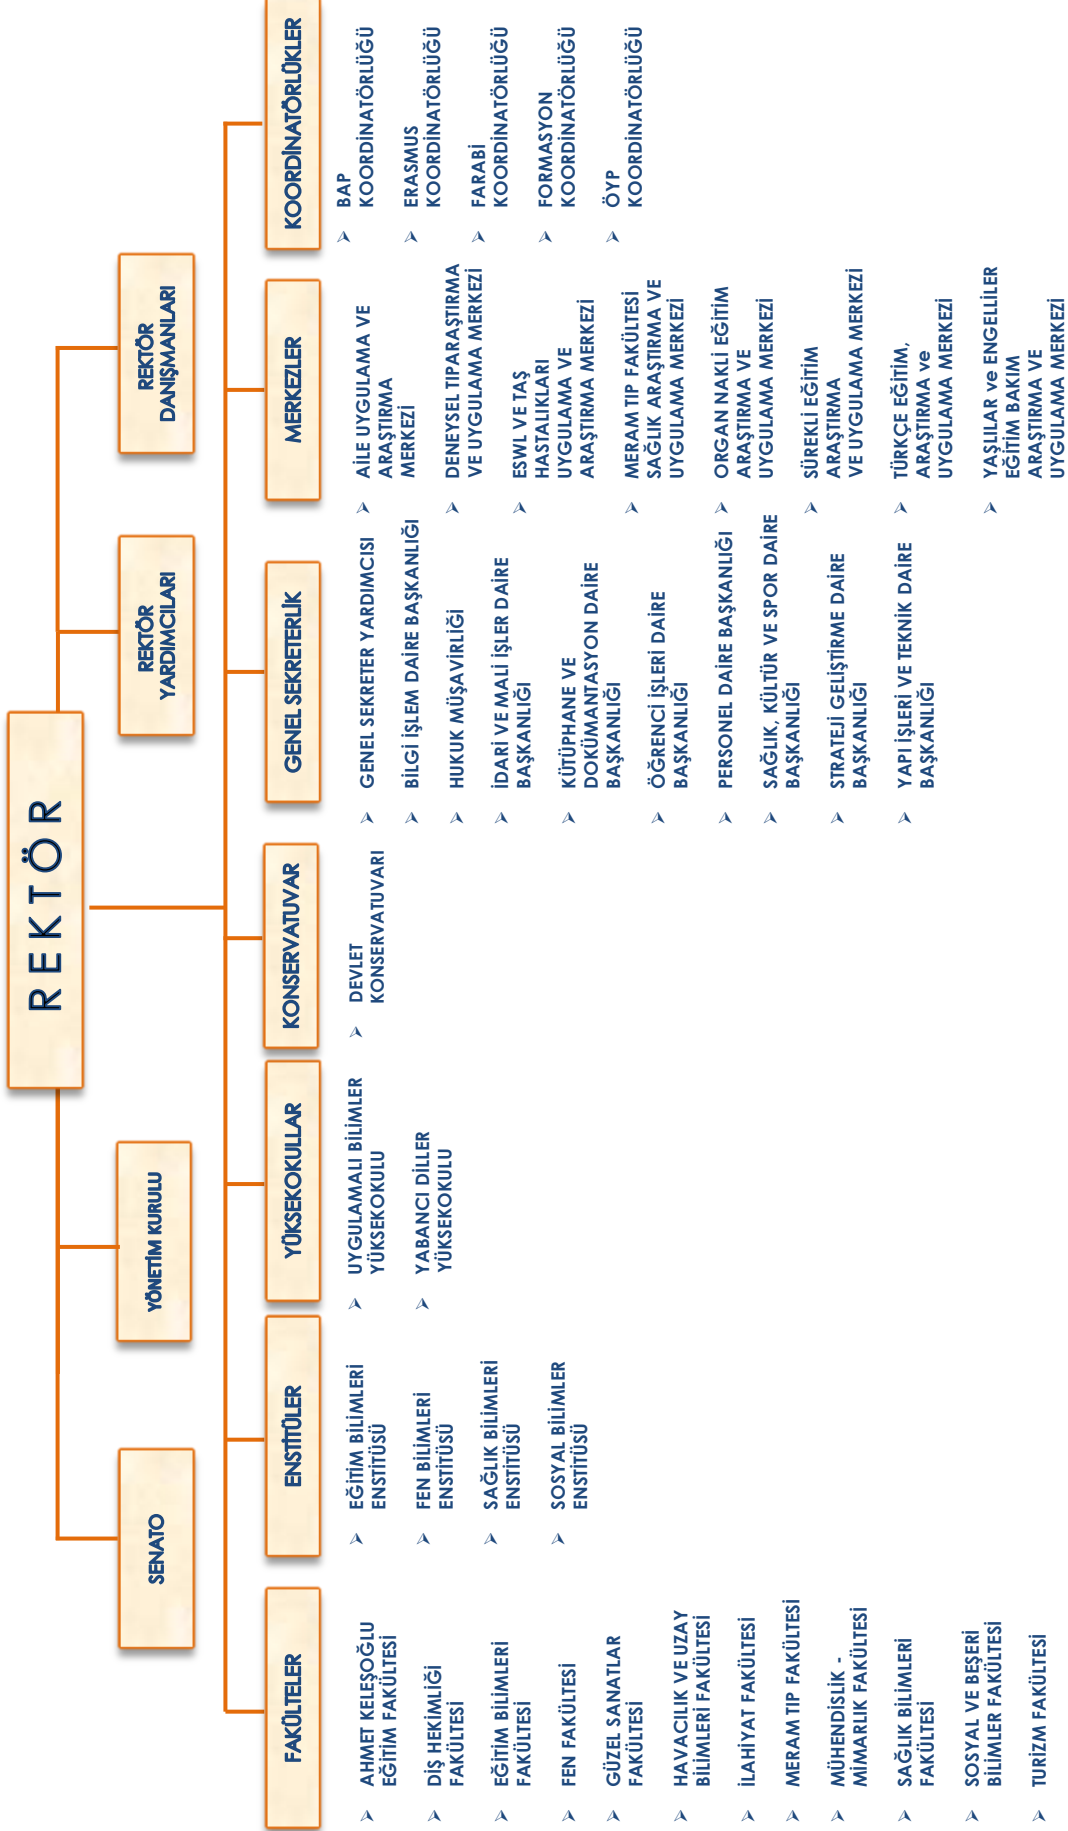 REKTÖR
SENATO
YÖNETİM KURULU
REKTÖR
YARDIMCILARI
REKTÖR
DANIŞMANLARI
FAKÜLTELER
AHMET KELEŞOĞLU
EĞİTİM FAKÜLTESİ
DİŞ HEKİMLİĞİ
FAKÜLTESİ
EĞİTİM BİLİMLERİ
FAKÜLTESİ
FEN FAKÜLTESİ
GÜZEL SANATLAR
FAKÜLTESİ
HAVACILIK VE UZAY
BİLİMLERİ FAKÜLTESİ
İLAHİYAT FAKÜLTESİ
MERAM TIP FAKÜLTESİ
MÜHENDİSLİK -
MİMARLIK FAKÜLTESİ
SAĞLIK BİLİMLERİ
FAKÜLTESİ
SOSYAL VE BEŞERİ
BİLİMLER FAKÜLTESİ
TURİZM FAKÜLTESİ
ENSTİTÜLER
EĞİTİM BİLİMLERİ
ENSTİTÜSÜ
FEN BİLİMLERİ
ENSTİTÜSÜ
SAĞLIK BİLİMLERİ
ENSTİTÜSÜ
SOSYAL BİLİMLER
ENSTİTÜSÜ
YÜKSEKOKULLAR
UYGULAMALI BİLİMLER
YÜKSEKOKULU
YABANCI DİLLER
YÜKSEKOKULU
KONSERVATUVAR
DEVLET
KONSERVATUVARI
GENEL SEKRETERLİK
GENEL SEKRETER YARDIMCISI
BİLGİ İŞLEM DAİRE BAŞKANLIĞI
HUKUK MÜŞAVİRLİĞİ
İDARİ VE MALİ İŞLER DAİRE
BAŞKANLIĞI
KÜTÜPHANE VE
DOKÜMANTASYON DAİRE
BAŞKANLIĞI
ÖĞRENCİ İŞLERİ DAİRE
BAŞKANLIĞI
PERSONEL DAİRE BAŞKANLIĞI
SAĞLIK, KÜLTÜR VE SPOR DAİRE
BAŞKANLIĞI
STRATEJİ GELİŞTİRME DAİRE
BAŞKANLIĞI
YAPI İŞLERİ VE TEKNİK DAİRE
BAŞKANLIĞI
MERKEZLER
AİLE UYGULAMA VE
ARAŞTIRMA
MERKEZİ
DENEYSEL TIPARAŞTIRMA
VE UYGULAMA MERKEZİ
ESWL VE TAŞ
HASTALIKLARI
UYGULAMA VE
ARAŞTIRMA MERKEZİ
MERAM TIP FAKÜLTESİ
SAĞLIK ARAŞTIRMA VE
UYGULAMA MERKEZİ
ORGAN NAKLİ EĞİTİM
ARAŞTIRMA VE
UYGULAMA MERKEZİ
SÜREKLİ EĞİTİM
ARAŞTIRMA
VE UYGULAMA MERKEZİ
TÜRKÇE EĞİTİM,
ARAŞTIRMA ve
UYGULAMA MERKEZİ
YAŞLILAR ve ENGELLİLER
EĞİTİM BAKIM
ARAŞTIRMA VE
UYGULAMA MERKEZİ
KOORDİNATÖRLÜKLER
BAP
KOORDİNATÖRLÜĞÜ
ERASMUS
KOORDİNATÖRLÜĞÜ
FARABİ
KOORDİNATÖRLÜĞÜ
FORMASYON
KOORDİNATÖRLÜĞÜ
ÖYP
KOORDİNATÖRLÜĞÜ